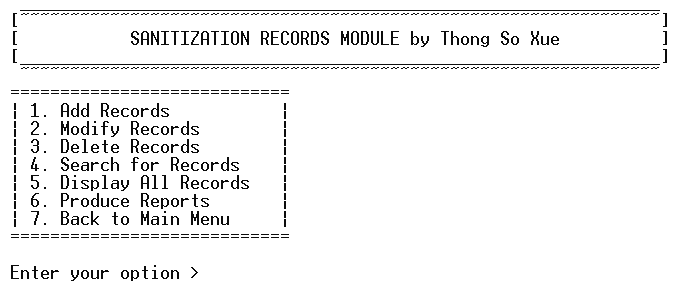 SANITIZATION RECORDS MODULE by Thong So Xue
============================
| 1. Add Records |
| 2. Modify Records |
| 3. Delete Records |
| 4. Search for Records |
| 5. Display All Records |
| 6. Produce Reports |
| 7. Back to Main Menu |
============================
Enter your option >